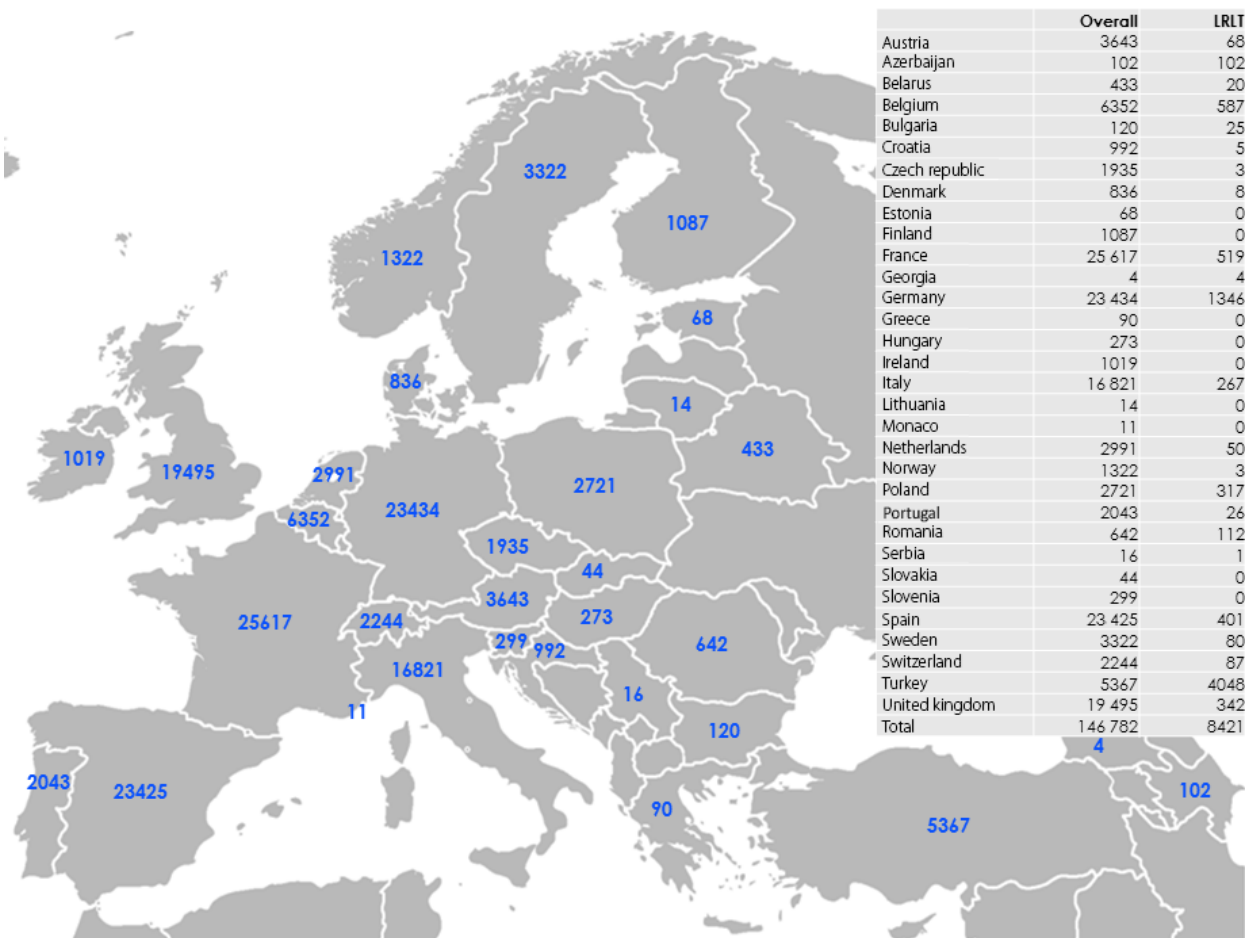 Overall LRLT
Austria 3643 68
Azerbaijan 102 102
Belarus 433 20
Belgium 6352 587
Bulgaria 120 25
Croatia 992 5
Czech republic 1935 3
Denmark 836 8
Estonia 68 0
Finland 1087 0
France 25 617 519
Georgia 4 4
Germany 23 434 1346
Greece 90 0
Hungary 273 0
Ireland 1019 0
Italy 16 821 267
Lithuania 14 0
Monaco 11 0
Netherlands 2991 50
Norway 1322 3
Poland 2721 317
Portugal 2043 26
Romania 642 112
Serbia 16 1
Slovakia 44 0
Slovenia 299 0
Spain 23 425 401
Sweden 3322 80
Switzerland 2244 87
Turkey 5367 4048
United kingdom 19 495 342
Total 146 782 8421
3322
1087
1322
68
836
14
433
1019
19495
2991
2721
23434
6352
1935
44
3643
273
25617
2244
299
992
642
16821
16
11
120
4
2043
23425
102
90
5367